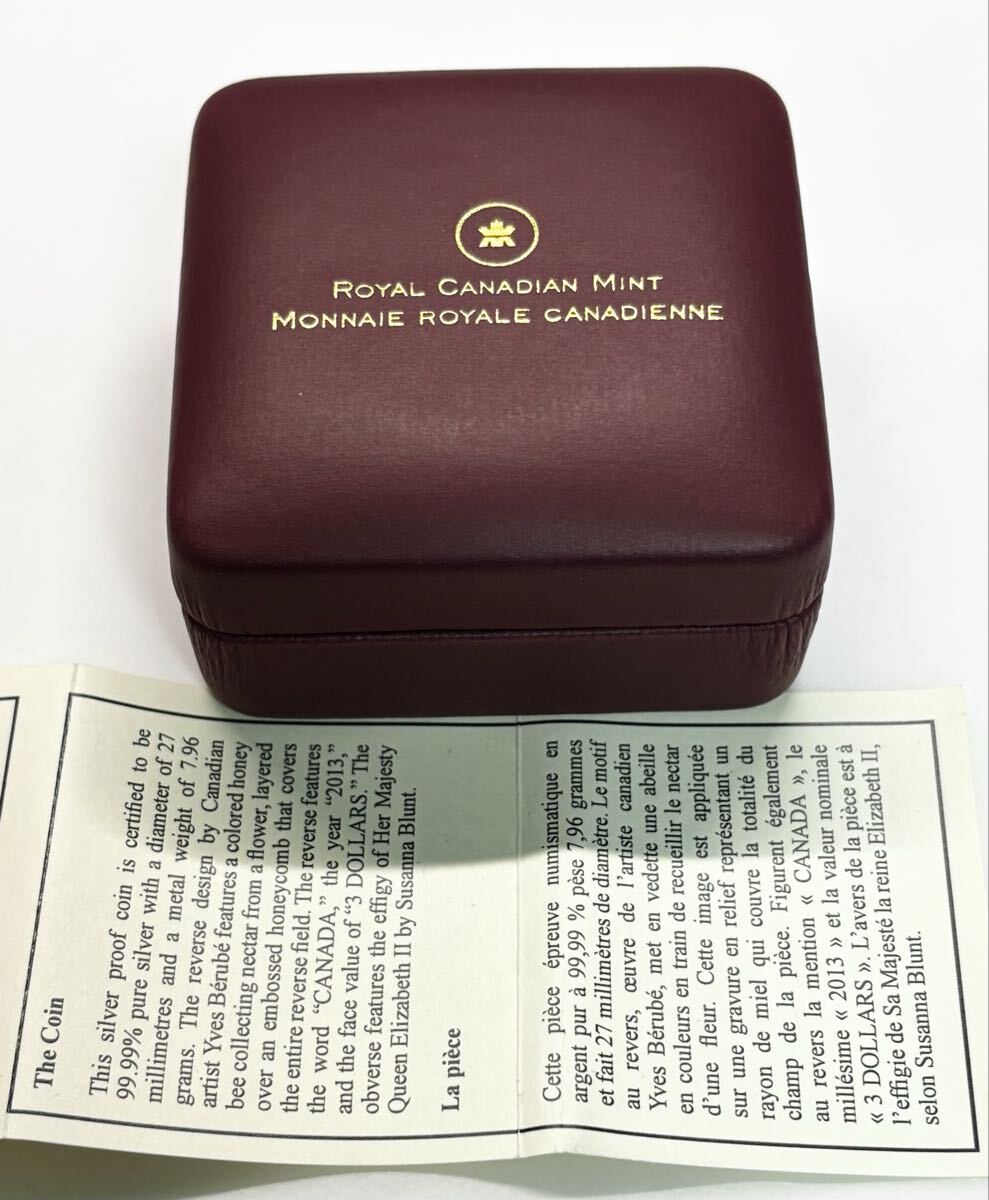 ROYAL CANADIAN MINT
MONNAIE ROYALE CANADIENNE
The Coin
This silver proof coin is certified to be
99.99% pure silver with a diameter of 27
millimetres and a metal weight of 7.96
grams. The reverse design by Canadian
artist Yves Bérubé features a colored honey
bee collecting nectar from a flower, layered
over an embossed honeycomb that covers
the entire reverse field. The reverse features
the word “CANADA,” the year “2013,”
and the face value of “3 DOLLARS.” The
obverse features the effigy of Her Majesty
Queen Elizabeth II by Susanna Blunt.
La pièce
Cette pièce épreuve numismatique en
argent pur à 99,99 % pèse 7,96 grammes
et fait 27 millimètres de diamètre. Le motif
au revers, œuvre de l’artiste canadien
Yves Bérubé, met en vedette une abeille
en couleurs en train de recueillir le nectar
d’une fleur. Cette image est appliquée
sur une gravure en relief représentant un
rayon de miel qui couvre la totalité du
champ de la pièce. Figurent également
au revers la mention « CANADA », le
millésime « 2013 » et la valeur nominale
« 3 DOLLARS ». L’avers de la pièce est à
l’effigie de Sa Majesté la reine Elizabeth II,
selon Susanna Blunt.